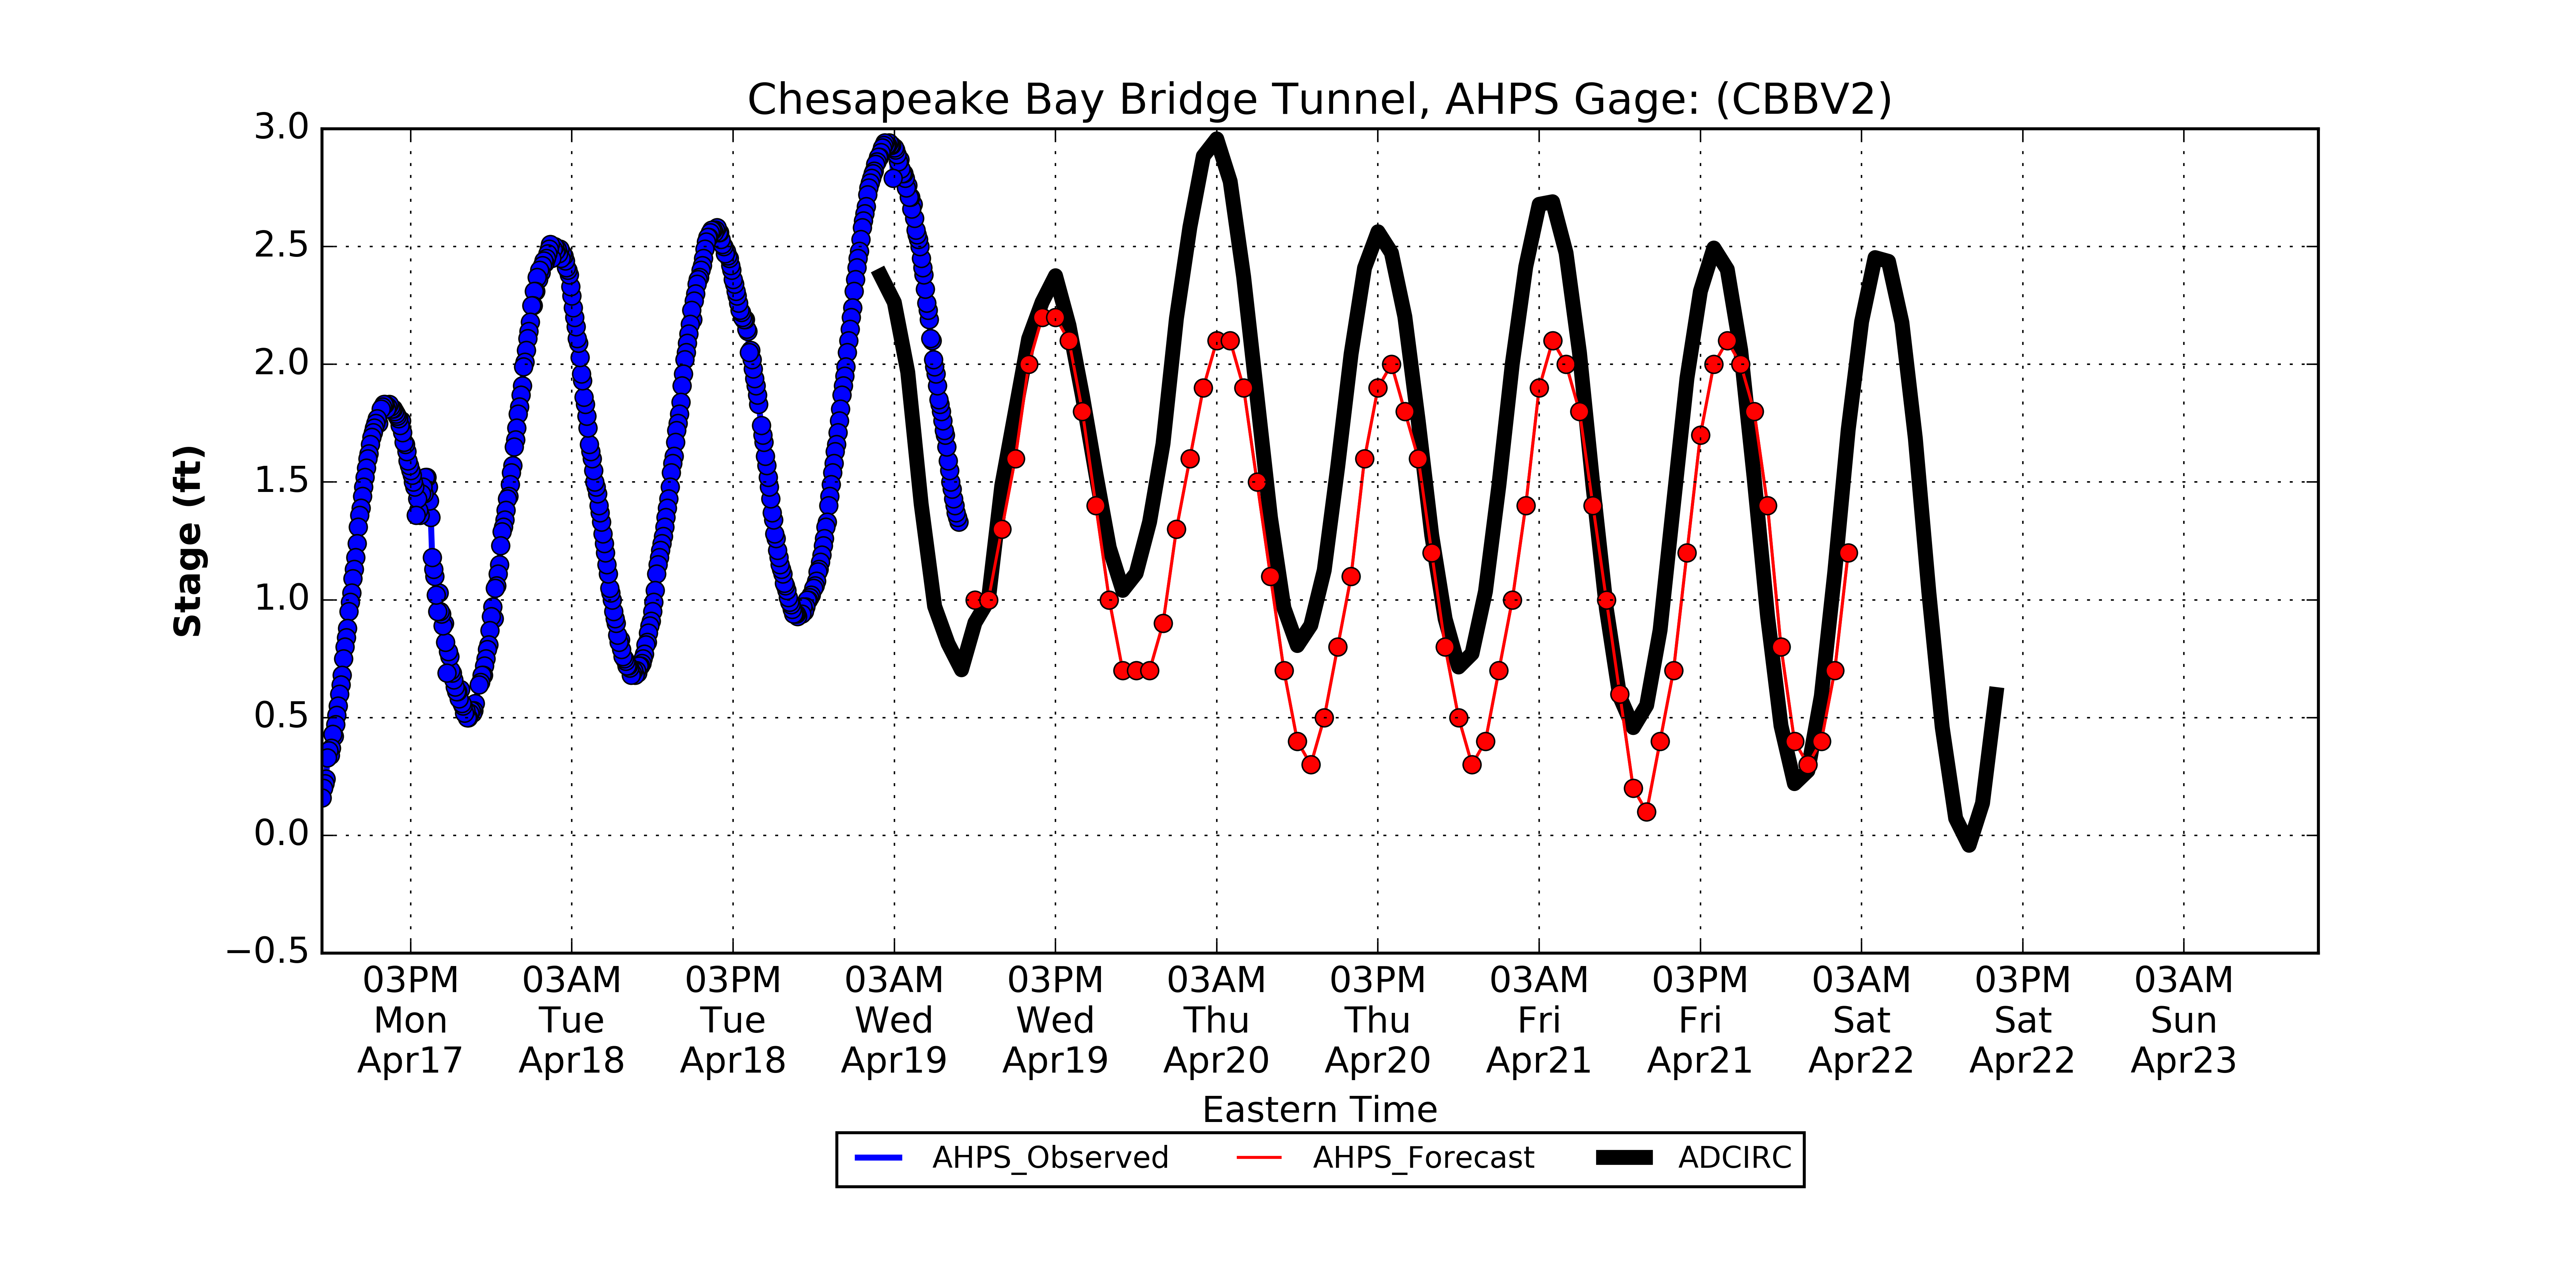 Chesapeake Bay Bridge Tunnel, AHPS Gage: (CBBV2)
3.0
2.5
2.0
1.5
1.0
0.5
0.0
−0.5
Stage (ft)
03PM 03AM 03PM 03AM 03PM 03AM 03PM 03AM 03PM 03AM 03PM 03AM
Mon Tue Tue Wed Wed Thu Thu Fri Fri Sat Sat Sun
Apr17 Apr18 Apr18 Apr19 Apr19 Apr20 Apr20 Apr21 Apr21 Apr22 Apr22 Apr23
Eastern Time
AHPS_Observed AHPS_Forecast ADCIRC